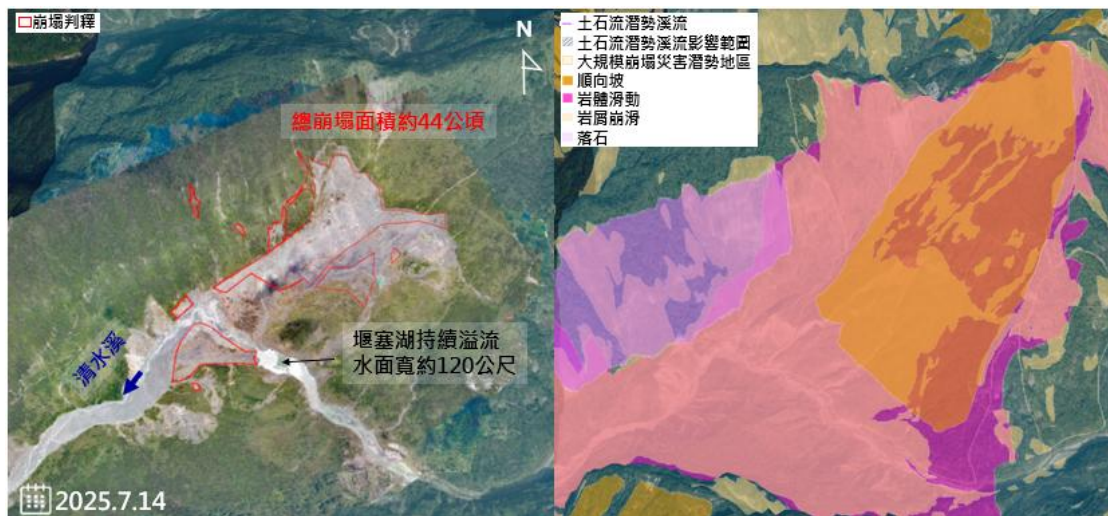 崩塌判釋
N
總崩塌面積約44公頃
堰塞湖持續溢流
水面寬約120公尺
清水溪
2025.7.14
土石流潛勢溪流
土石流潛勢溪流影響範圍
大規模崩塌災害潛勢地區
順向坡
岩體滑動
岩屑崩滑
落石